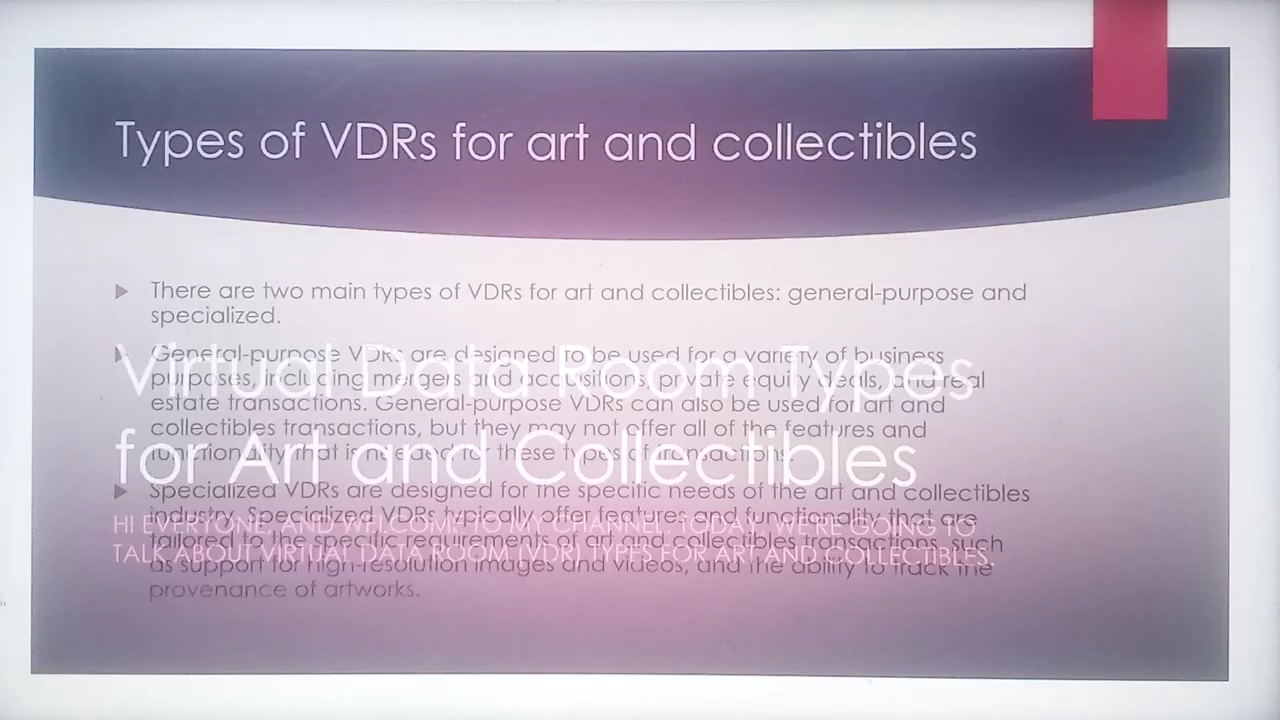 Types of VDRs for art and collectibles
There are two main types of VDRs for art and collectibles: general-purpose and
specialized.
General-purpose VDRs are designed to be used for a variety of business
purposes, including mergers and acquisitions, private equity deals, and real
estate transactions. General-purpose VDRs can also be used for art and
collectibles transactions, but they may not offer all of the features and
functionality that is needed for these types of transactions.
Virtual Data Room Types
for Art and Collectibles
Specialized VDRs are designed for the specific needs of the art and collectibles
industry. Specialized VDRs typically offer features and functionality that are
tailored to the specific requirements of art and collectibles transactions, such
as support for high-resolution images and videos, and the ability to track the
provenance of artworks.
HI EVERYONE, AND WELCOME TO MY CHANNEL. TODAY, WE'RE GOING TO
TALK ABOUT VIRTUAL DATA ROOM (VDR) TYPES FOR ART AND COLLECTIBLES.